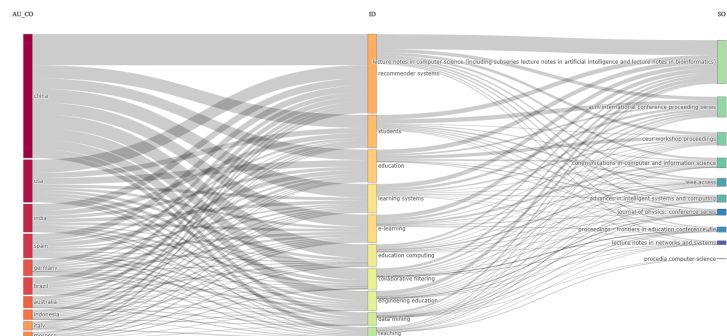 AU_CO
ID
SO
china
usa
india
spain
germany
brazil
australia
indonesia
italy
morocco
recommender systems
students
education
learning systems
e-learning
education computing
collaborative filtering
engineering education
data mining
teaching
lecture notes in computer science (including subseries lecture notes in artificial intelligence and lecture notes in bioinformatics)
acm international conference proceeding series
ceur workshop proceedings
communications in computer and information science
ieee access
advances in intelligent systems and computing
journal of physics: conference series
proceedings - frontiers in education conference, fie
lecture notes in networks and systems
procedia computer science